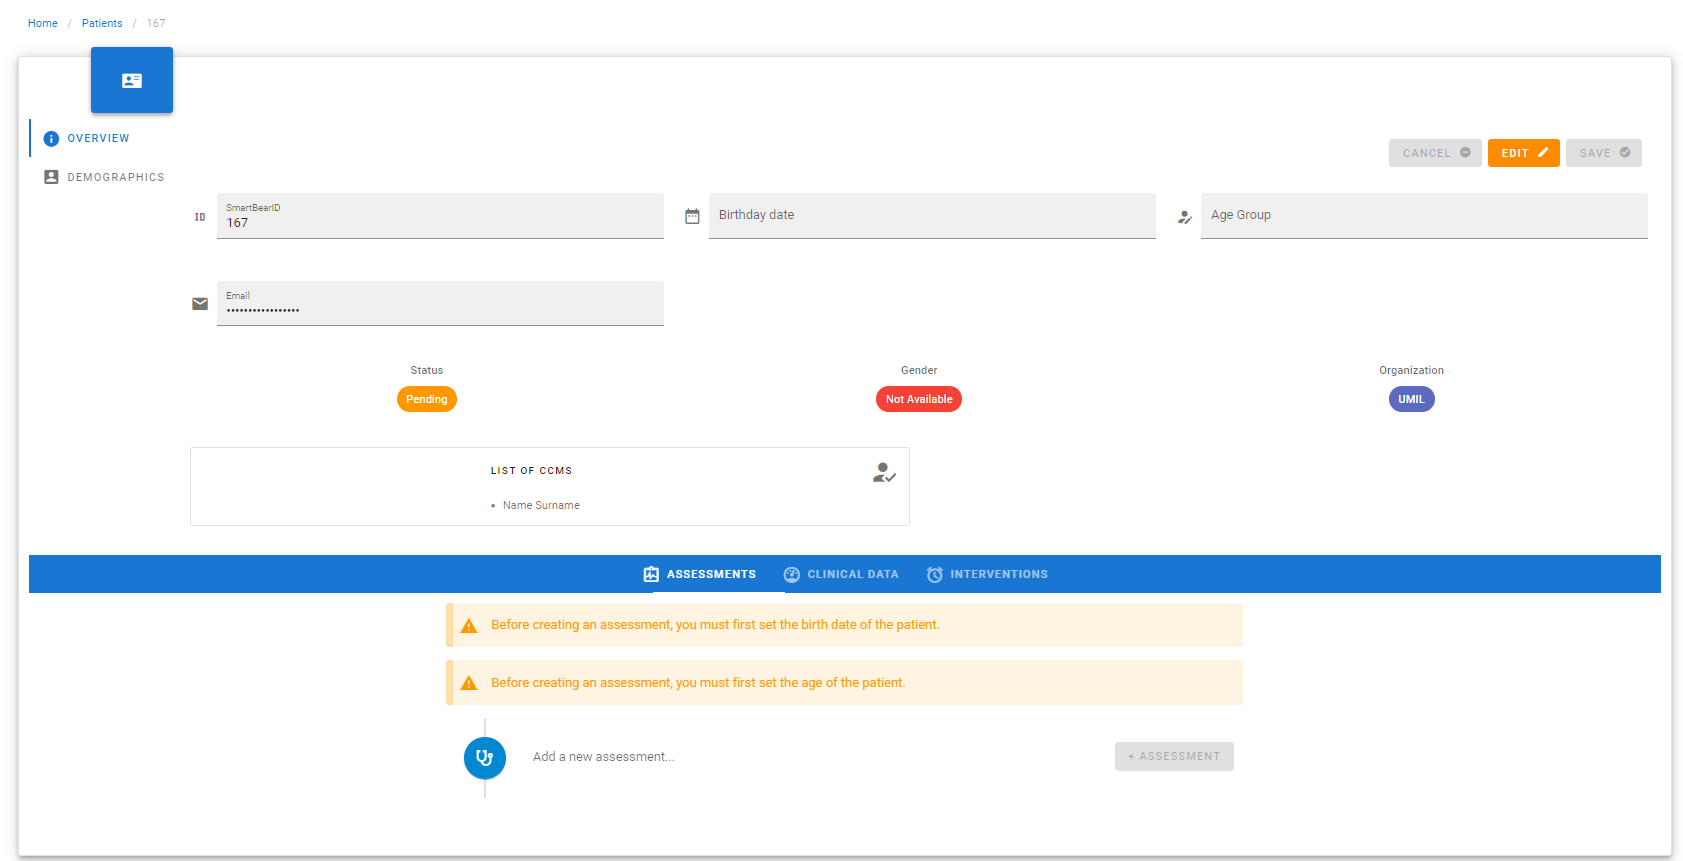 Home / Patients / 167
OVERVIEW
DEMOGRAPHICS
CANCEL EDIT SAVE
ID SmartBearID
167
Birthday date
Age Group
Email
•••••••••••••••••
Status Gender Organization
Pending Not Available UMIL
LIST OF CCMS
• Name Surname
ASSESSMENTS CLINICAL DATA INTERVENTIONS
Before creating an assessment, you must first set the birth date of the patient.
Before creating an assessment, you must first set the age of the patient.
Add a new assessment... + ASSESSMENT